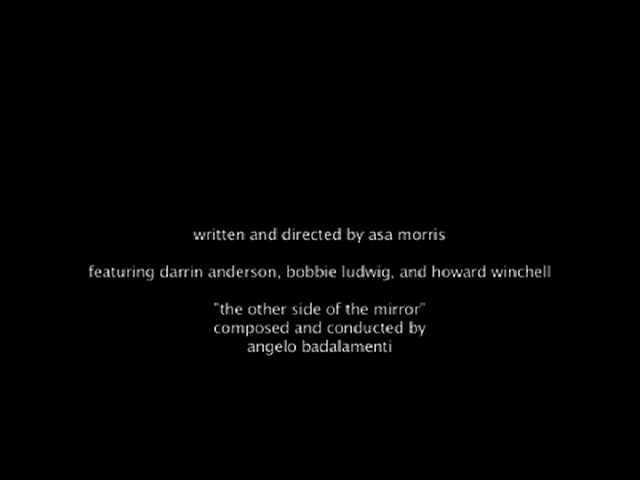 written and directed by asa morris
featuring darrin anderson, bobbie ludwig, and howard winchell
"the other side of the mirror"
composed and conducted by
angelo badalamenti